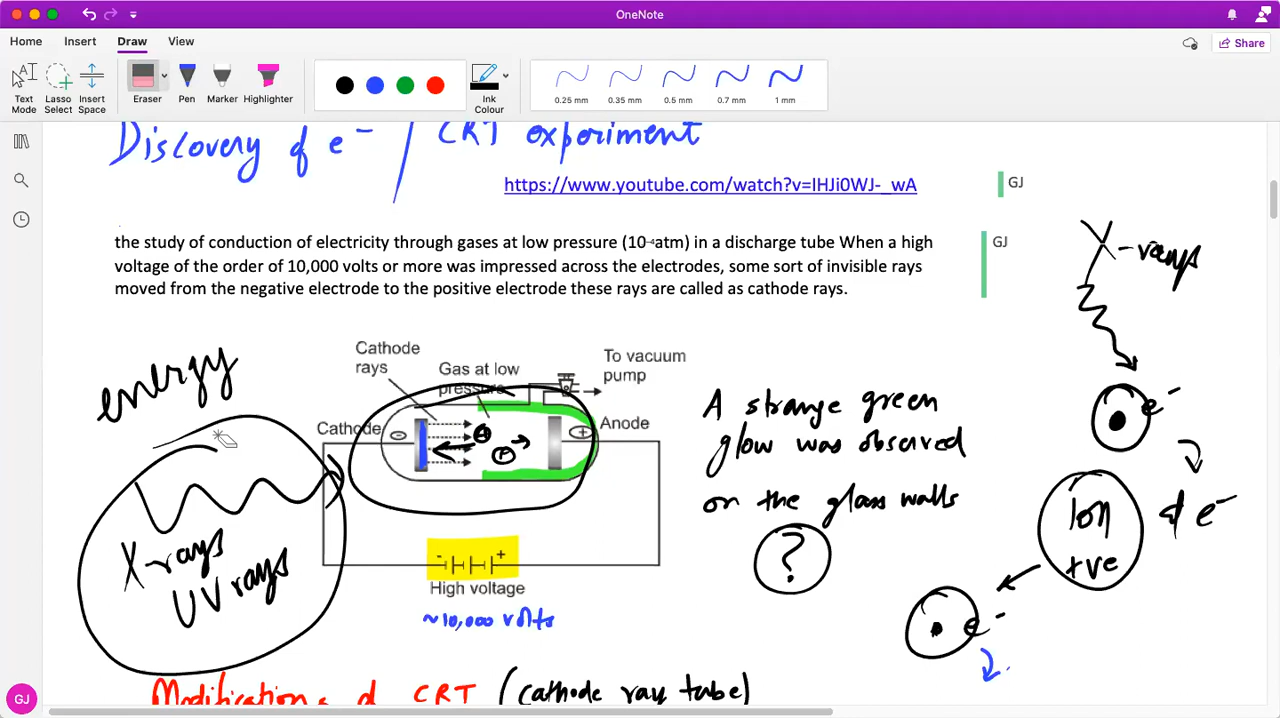 OneNote
Home Insert Draw View
Share
Text Mode
Lasso Select
Insert Space
Eraser
Pen
Marker
Highlighter
Ink Colour
0.25 mm
0.35 mm
0.5 mm
0.7 mm
1 mm
Discovery of e⁻ / CRT experiment
https://www.youtube.com/watch?v=IHJi0WJ-_wA
GJ
the study of conduction of electricity through gases at low pressure (10⁻⁴atm) in a discharge tube When a high
voltage of the order of 10,000 volts or more was impressed across the electrodes, some sort of invisible rays
moved from the negative electrode to the positive electrode these rays are called as cathode rays.
GJ
X-rays
e⁻
energy
Cathode rays
Gas at low pressure
To vacuum pump
Cathode
Anode
- +
High voltage
~10,000 volts
X-rays
UV rays
A strange green
glow was observed
on the glass walls
?
Ion
+ve
& e⁻
e⁻
Modifications of CRT (cathode ray tube)
GJ